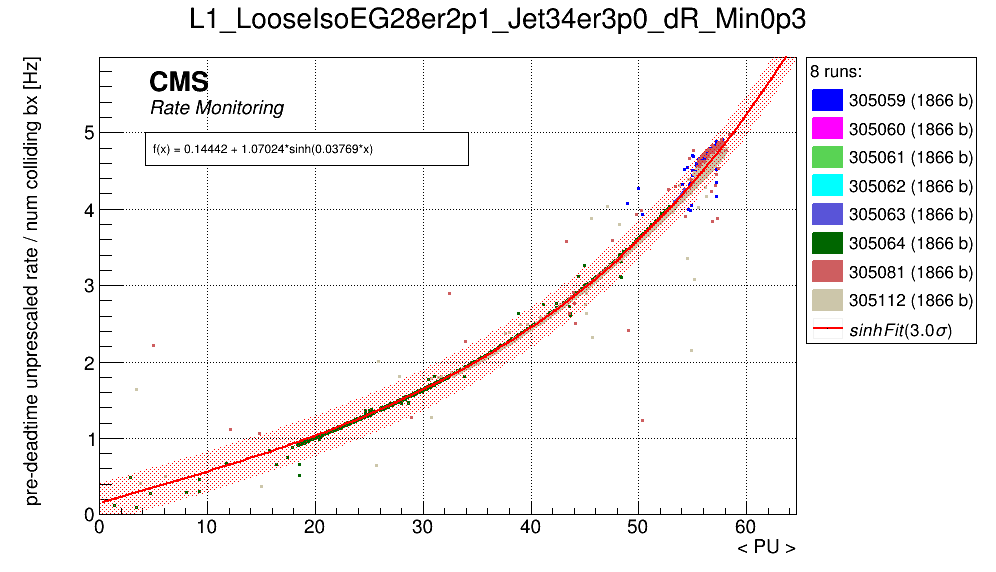 L1_LooseIsoEG28er2p1_Jet34er3p0_dR_Min0p3
pre-deadtime unprescaled rate / num colliding bx [Hz]
CMS
Rate Monitoring
f(x) = 0.14442 + 1.07024*sinh(0.03769*x)
5
4
3
2
1
0
0 10 20 30 40 50 60
< PU >
8 runs:
305059 (1866 b)
305060 (1866 b)
305061 (1866 b)
305062 (1866 b)
305063 (1866 b)
305064 (1866 b)
305081 (1866 b)
305112 (1866 b)
sinhFit(3.0σ)